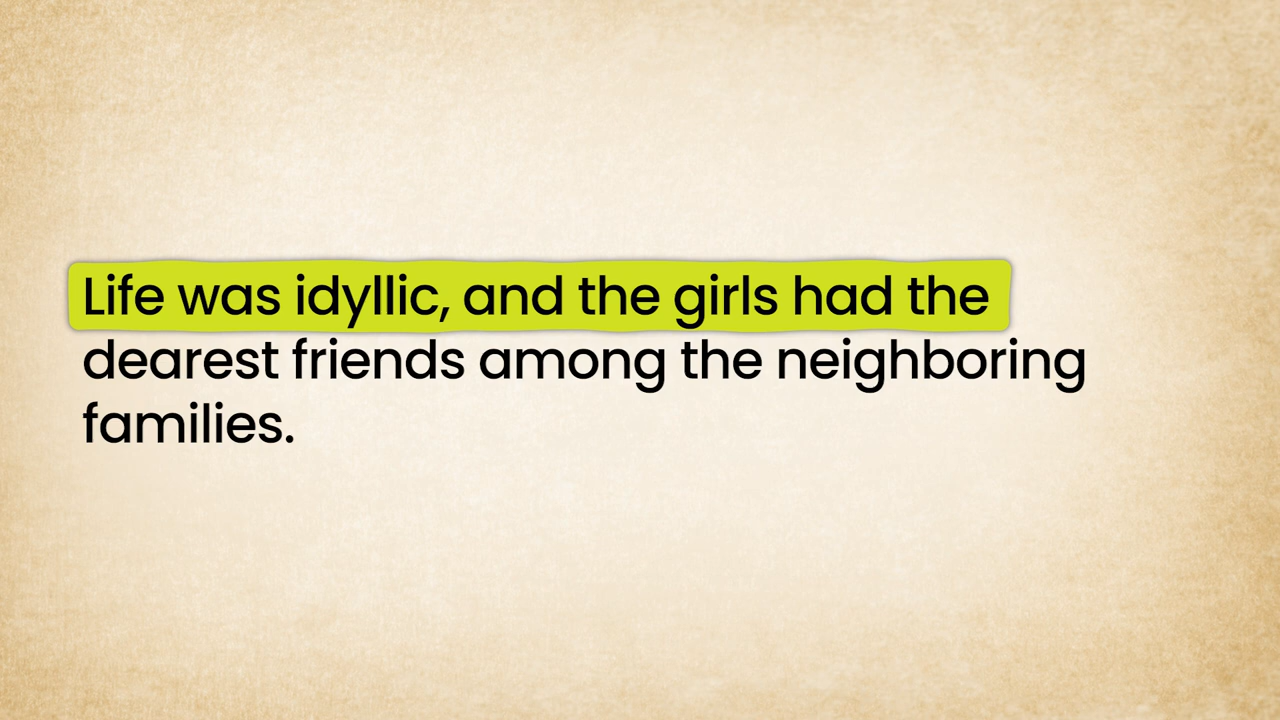 Life was idyllic, and the girls had the
dearest friends among the neighboring
families.